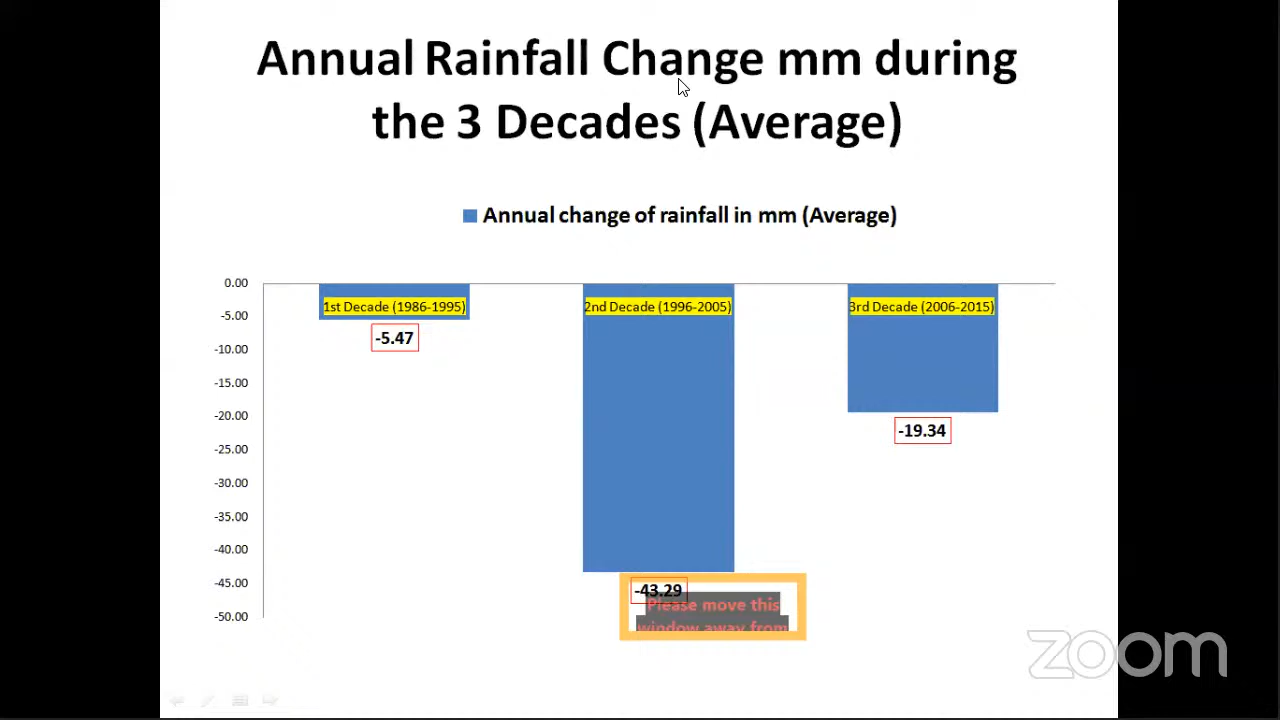 Annual Rainfall Change mm during
the 3 Decades (Average)
Annual change of rainfall in mm (Average)
0.00
1st Decade (1986-1995)
2nd Decade (1996-2005)
3rd Decade (2006-2015)
-5.00
-5.47
-10.00
-15.00
-20.00
-19.34
-25.00
-30.00
-35.00
-40.00
-45.00
-43.29
Please move this
window away from
-50.00
zoom